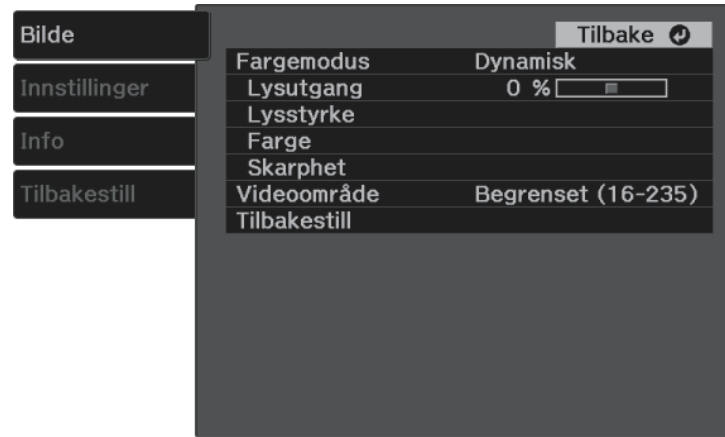 Bilde
Innstillinger
Info
Tilbakestill
Tilbake
Fargemodus Dynamisk
Lysutgang 0 %
Lysstyrke
Farge
Skarphet
Videoområde Begrenset (16-235)
Tilbakestill